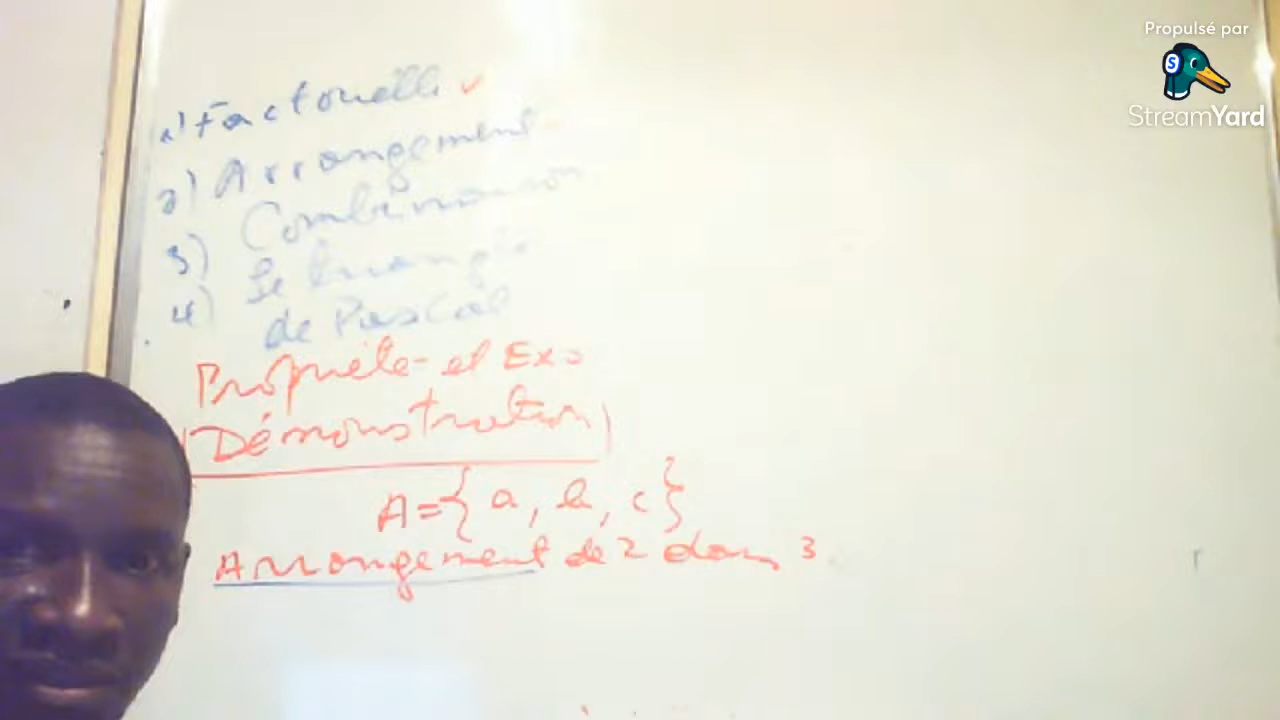 1) Factorielle ✓
2) Arrangement
3) Combinaison
4) Le triangle
de Pascal
Propriété et Exo
(Démonstration)
A={a, b, c}
Arrangement de 2 dans 3
Propulsé par
StreamYard